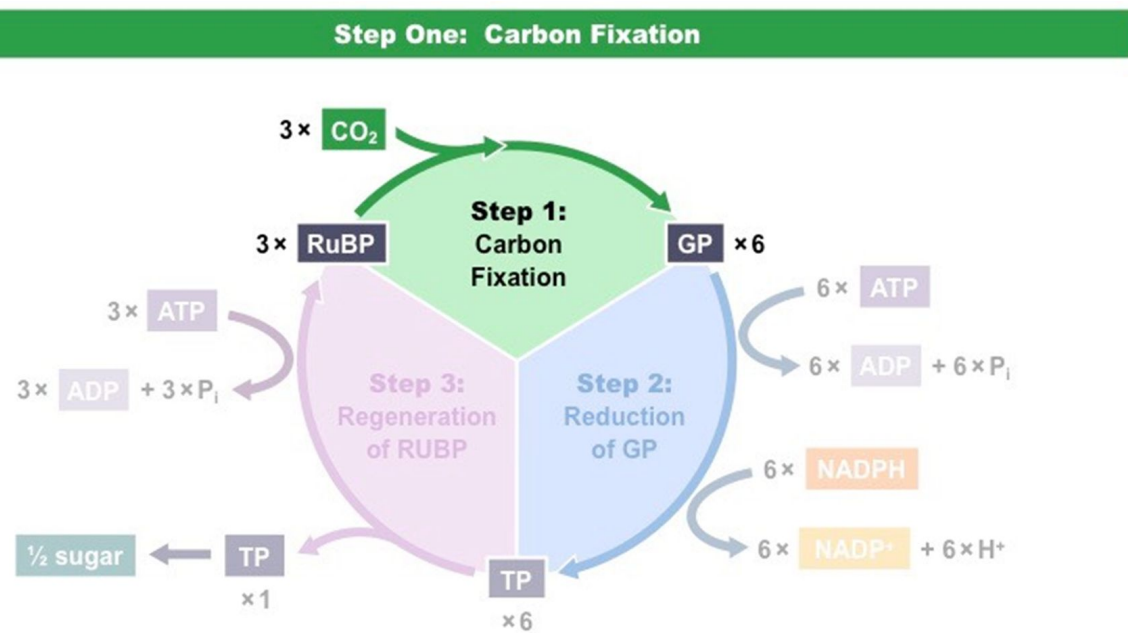 Step One: Carbon Fixation
3× CO₂
Step 1:
Carbon
Fixation
3× RuBP
GP ×6
3× ATP
6× ATP
3× ADP + 3×Pᵢ
6× ADP + 6×Pᵢ
Step 3:
Regeneration
of RUBP
Step 2:
Reduction
of GP
6× NADPH
6× NADP⁺ + 6×H⁺
½ sugar
TP
×1
TP
×6